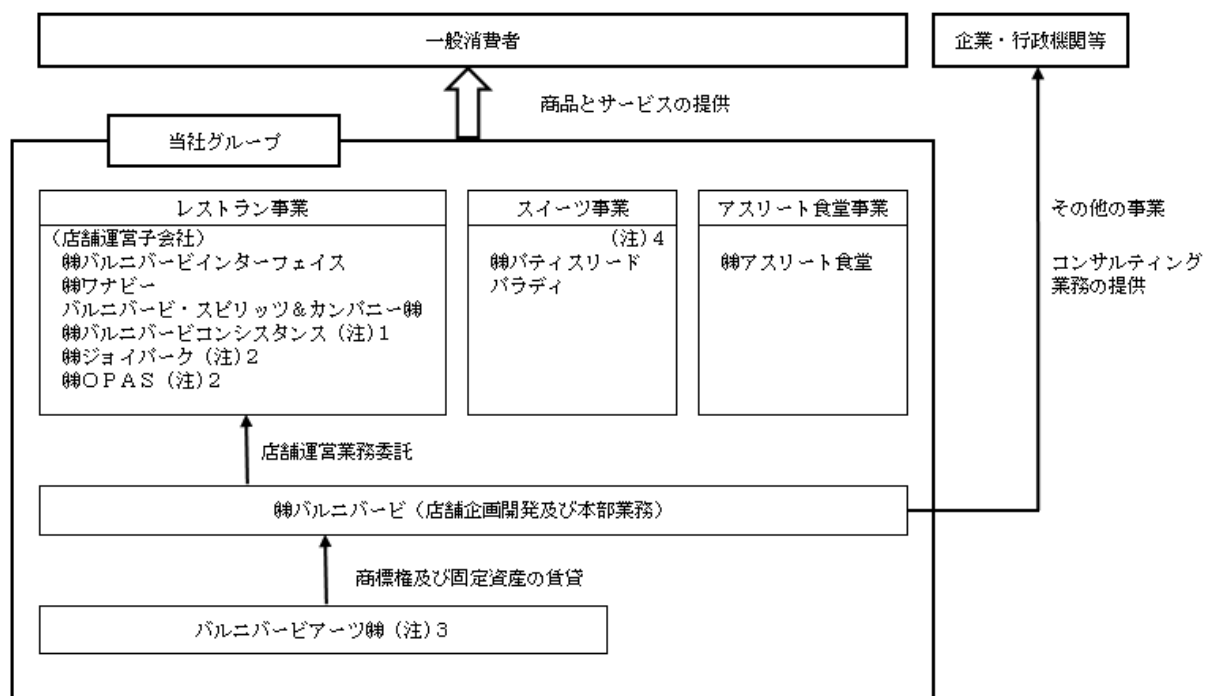 一般消費者
企業・行政機関等
商品とサービスの提供
当社グループ
レストラン事業
(店舗運営子会社)
㈱バルニバービインターフェイス
㈱ワナビー
バルニバービ・スピリッツ&カンパニー㈱
㈱バルニバービコンシスタンス(注)1
㈱ジョイパーク(注)2
㈱OPAS(注)2
スイーツ事業
(注)4
㈱パティスリード
パラディ
アスリート食堂事業
㈱アスリート食堂
その他の事業
コンサルティング
業務の提供
店舗運営業務委託
㈱バルニバービ(店舗企画開発及び本部業務)
商標権及び固定資産の賃貸
バルニバービアーツ㈱(注)3